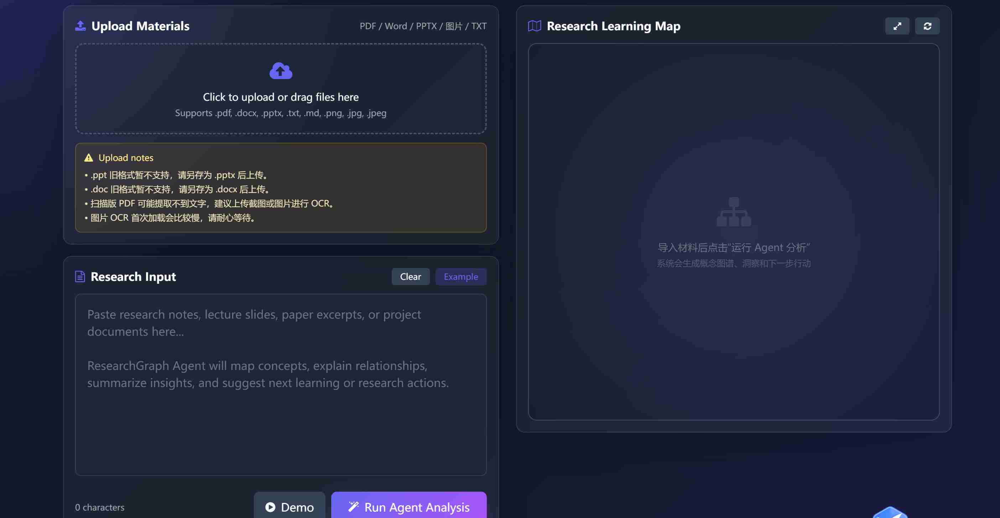 Upload Materials
PDF / Word / PPTX / 图片 / TXT
Click to upload or drag files here
Supports .pdf, .docx, .pptx, .txt, .md, .png, .jpg, .jpeg
Upload notes
• .ppt 旧格式暂不支持，请另存为 .pptx 后上传。
• .doc 旧格式暂不支持，请另存为 .docx 后上传。
• 扫描版 PDF 可能提取不到文字，建议上传截图或图片进行 OCR。
• 图片 OCR 首次加载会比较慢，请耐心等待。
Research Input
Clear
Example
Paste research notes, lecture slides, paper excerpts, or project
documents here...
ResearchGraph Agent will map concepts, explain relationships,
summarize insights, and suggest next learning or research actions.
0 characters
Demo
Run Agent Analysis
Research Learning Map
导入材料后点击“运行 Agent 分析”
系统会生成概念图谱、洞察和下一步行动